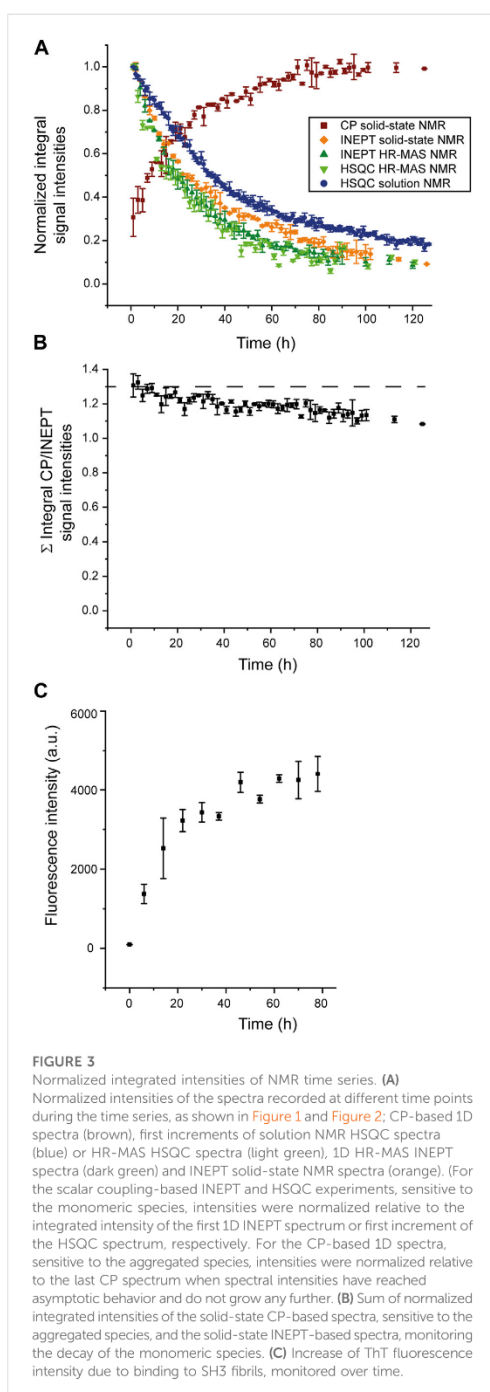 A
Normalized integral
signal intensities
1.0
0.8
0.6
0.4
0.2
0.0
CP solid-state NMR
INEPT solid-state NMR
INEPT HR-MAS NMR
HSQC HR-MAS NMR
HSQC solution NMR
0 20 40 60 80 100 120
Time (h)
B
Σ Integral CP/INEPT
signal intensities
1.4
1.2
1.0
0.8
0.6
0.4
0.2
0.0
0 20 40 60 80 100 120
Time (h)
C
Fluorescence intensity (a.u.)
6000
4000
2000
0
0 20 40 60 80
Time (h)
FIGURE 3
Normalized integrated intensities of NMR time series. (A)
Normalized intensities of the spectra recorded at different time points
during the time series, as shown in Figure 1 and Figure 2; CP-based 1D
spectra (brown), first increments of solution NMR HSQC spectra
(blue) or HR-MAS HSQC spectra (light green), 1D HR-MAS INEPT
spectra (dark green) and INEPT solid-state NMR spectra (orange). (For
the scalar coupling-based INEPT and HSQC experiments, sensitive to
the monomeric species, intensities were normalized relative to the
integrated intensity of the first 1D INEPT spectrum or first increment of
the HSQC spectrum, respectively. For the CP-based 1D spectra,
sensitive to the aggregated species, intensities were normalized relative
to the last CP spectrum when spectral intensities have reached
asymptotic behavior and do not grow any further. (B) Sum of normalized
integrated intensities of the solid-state CP-based spectra, sensitive to the
aggregated species, and the solid-state INEPT-based spectra, monitoring
the decay of the monomeric species. (C) Increase of ThT fluorescence
intensity due to binding to SH3 fibrils, monitored over time.